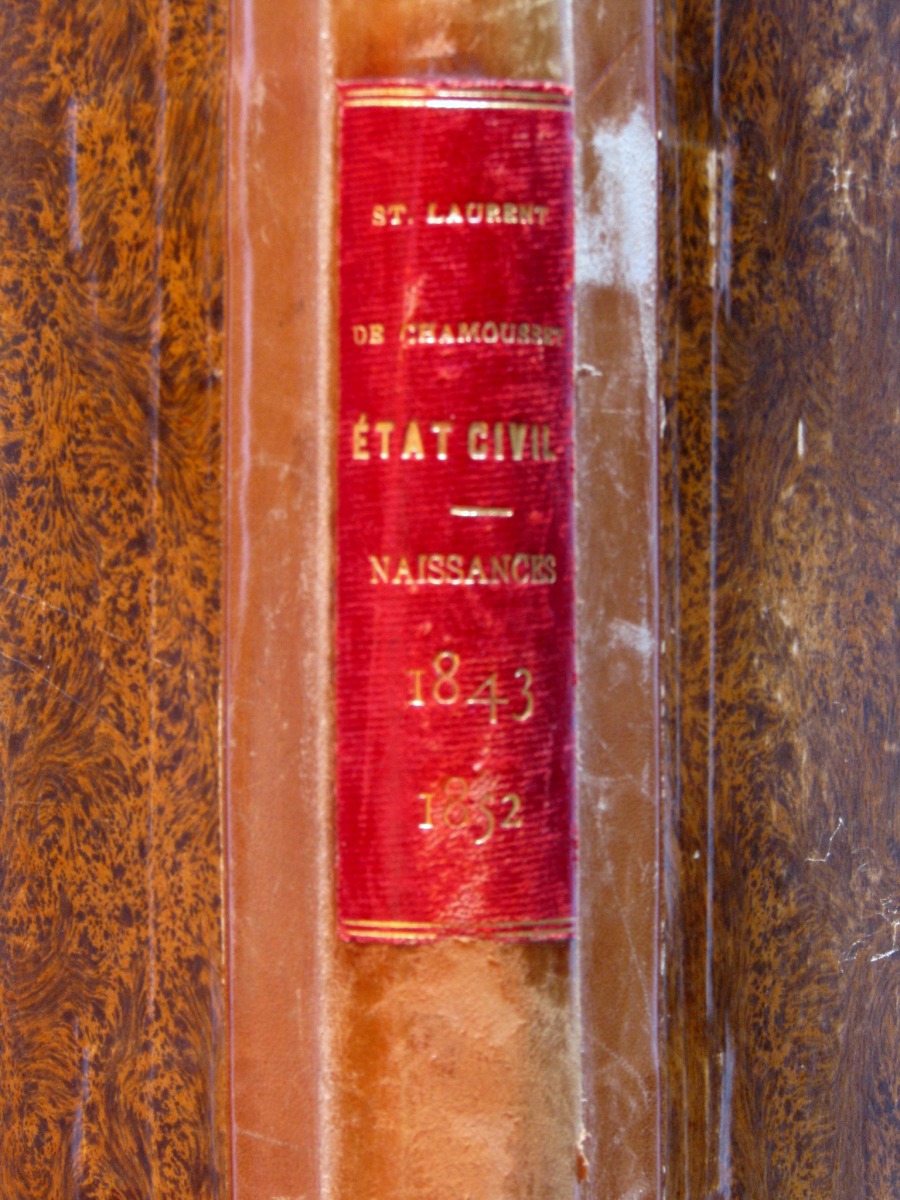 ST. LAURENT
DE CHAMOUSSET
ÉTAT CIVIL
NAISSANCES
1843
1852